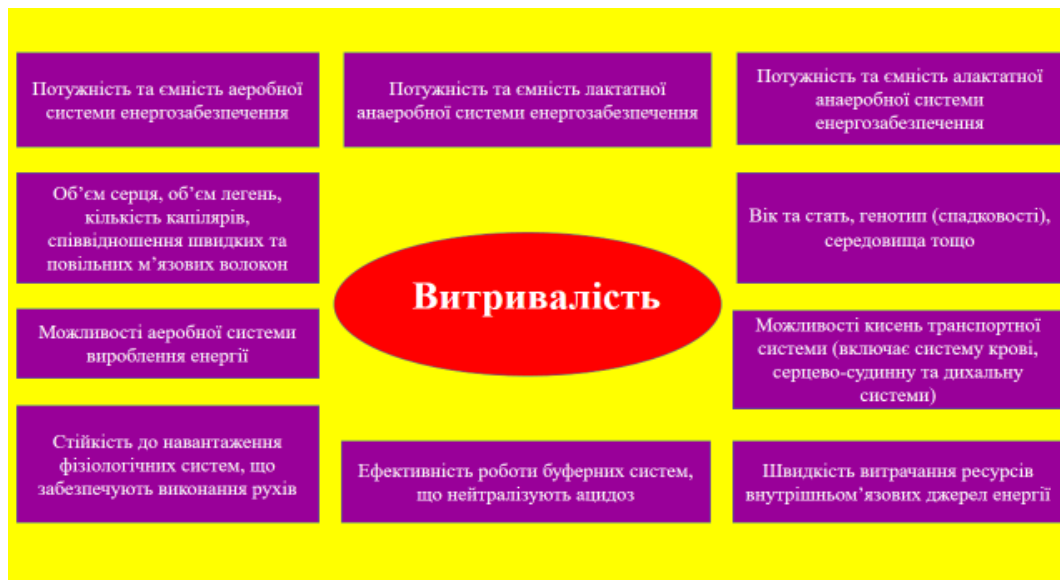 Потужність та ємність аеробної
системи енергозабезпечення
Потужність та ємність лактатної
анаеробної системи енергозабезпечення
Потужність та ємність алактатної
анаеробної системи
енергозабезпечення
Об’єм серця, об’єм легень,
кількість капілярів,
співвідношення швидких та
повільних м’язових волокон
Вік та стать, генотип (спадковості),
середовища тощо
Витривалість
Можливості аеробної системи
вироблення енергії
Можливості кисень транспортної
системи (включає систему крові,
серцево-судинну та дихальну
системи)
Стійкість до навантаження
фізіологічних систем, що
забезпечують виконання рухів
Ефективність роботи буферних систем,
що нейтралізують ацидоз
Швидкість витрачання ресурсів
внутрішньом’язових джерел енергії